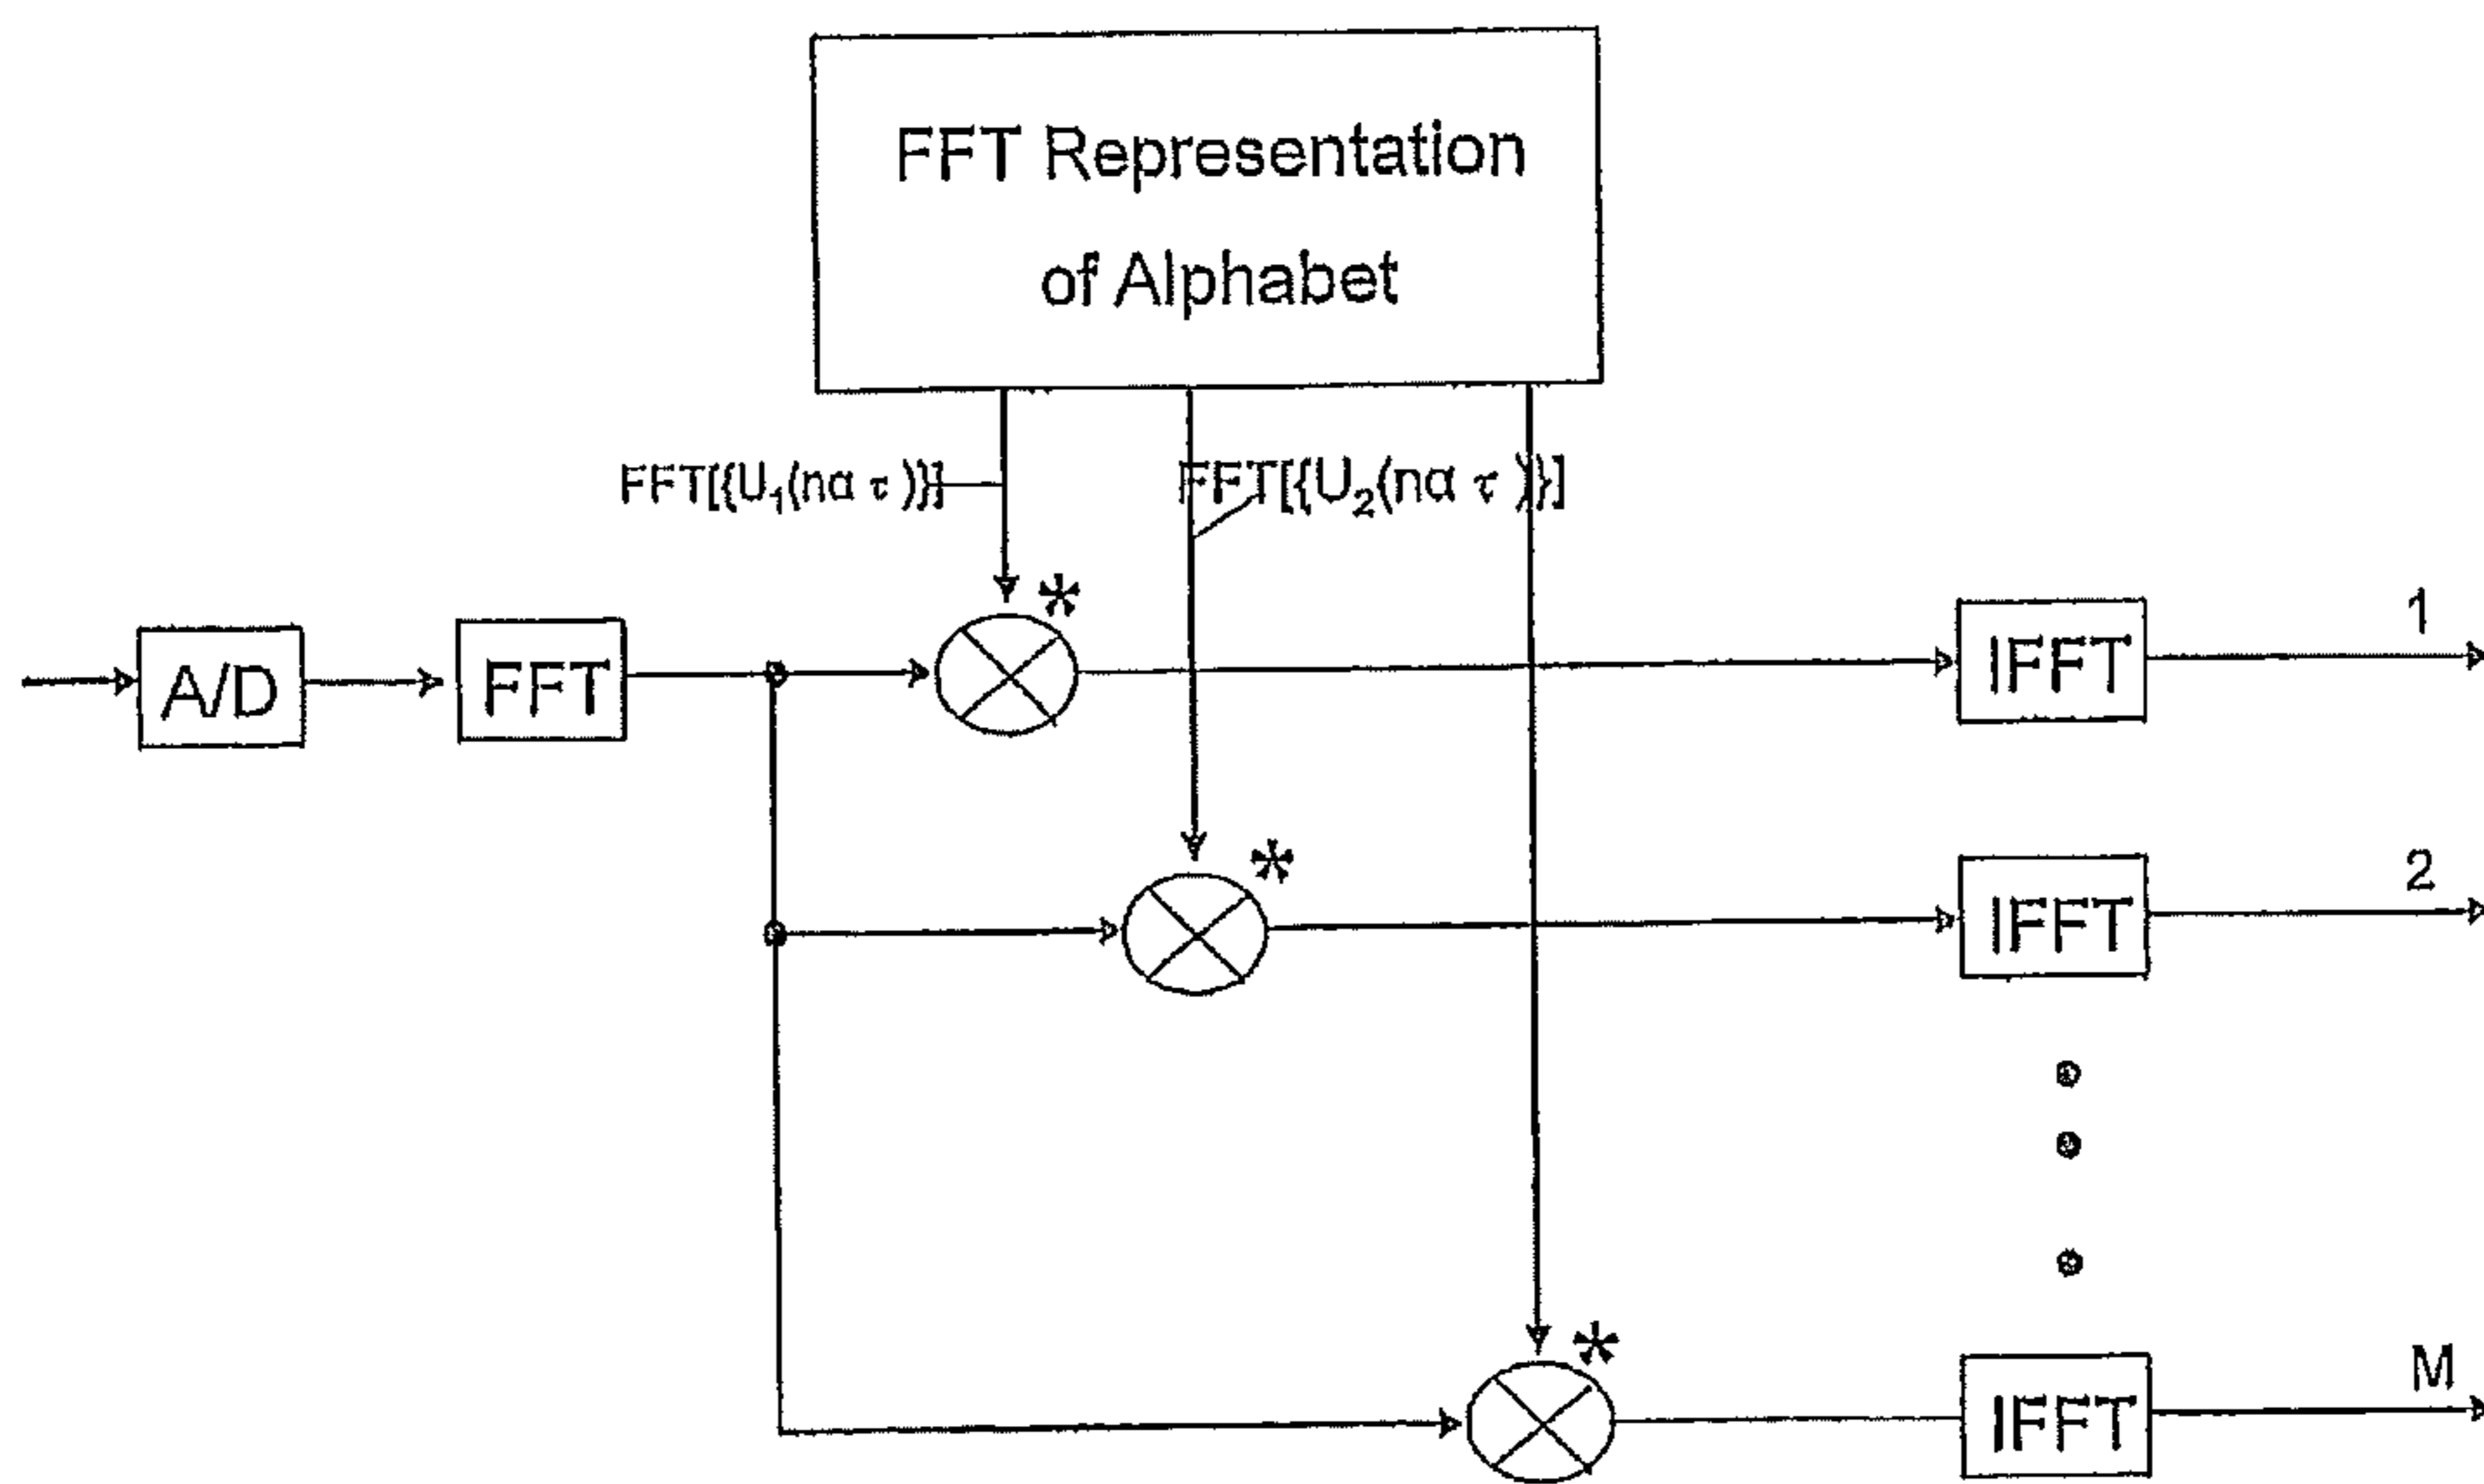 FFT Representation
of Alphabet
FFT[{U₁(nα τ )}]
FFT[{U₂(nα τ )}]
*
1
A/D
FFT
IFFT
*
2
IFFT
*
M
IFFT